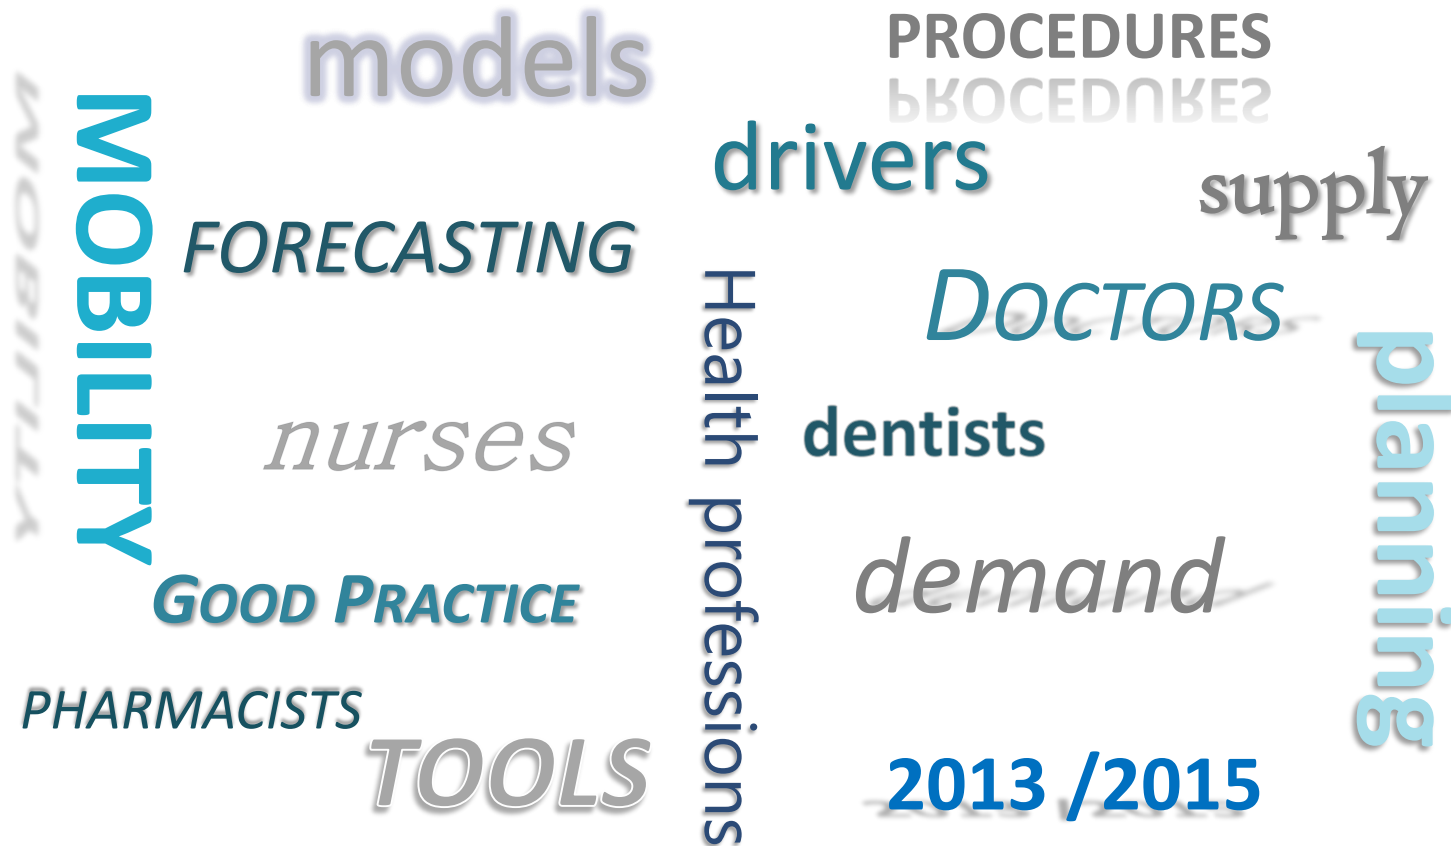 models
PROCEDURES
MOBILITY
drivers
supply
FORECASTING
Health professions
DOCTORS
planning
nurses
dentists
demand
GOOD PRACTICE
PHARMACISTS
TOOLS
2013 /2015